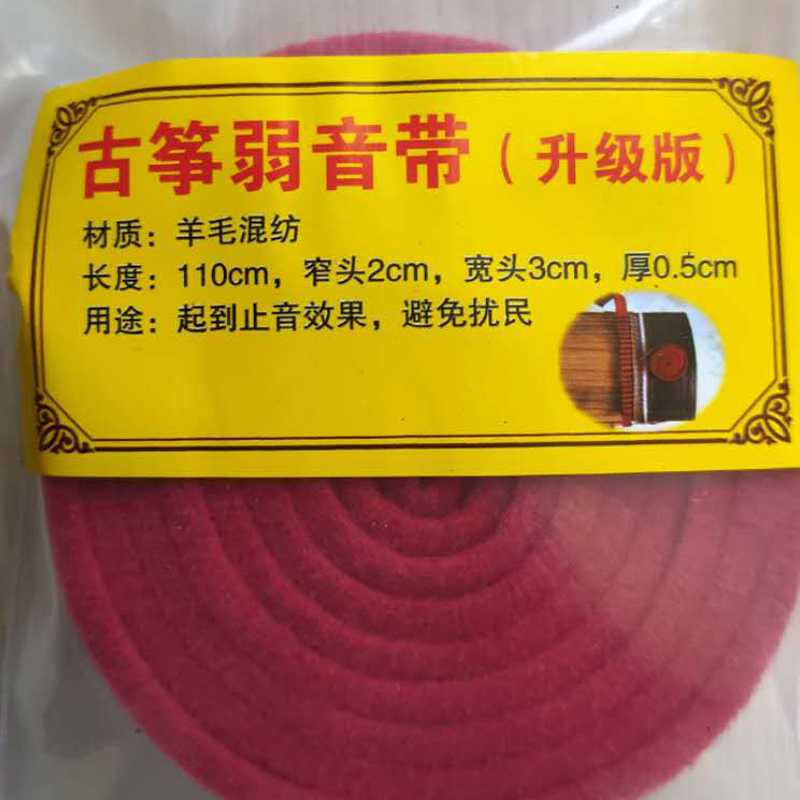 古筝弱音带（升级版）
材质：羊毛混纺
长度：110cm，窄头2cm，宽头3cm，厚0.5cm
用途：起到止音效果，避免扰民